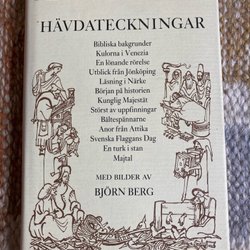 HÄVDATECKNINGAR
Bibliska bakgrunder
Kulorna i Venezia
En lönande rörelse
Utblick från Jönköping
Läsning i Närke
Början på historien
Kunglig Majestät
Störst av uppfinningar
Bältespännarne
Anor från Attika
Svenska Flaggans Dag
En turk i stan
Majtal
MED BILDER AV
BJÖRN BERG